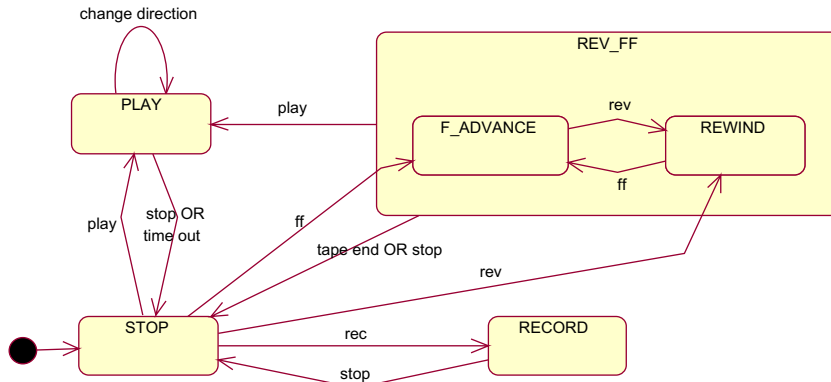 change direction
REV_FF
PLAY
play
rev
F_ADVANCE
REWIND
ff
play
stop OR
time out
ff
tape end OR stop
rev
STOP
rec
RECORD
stop